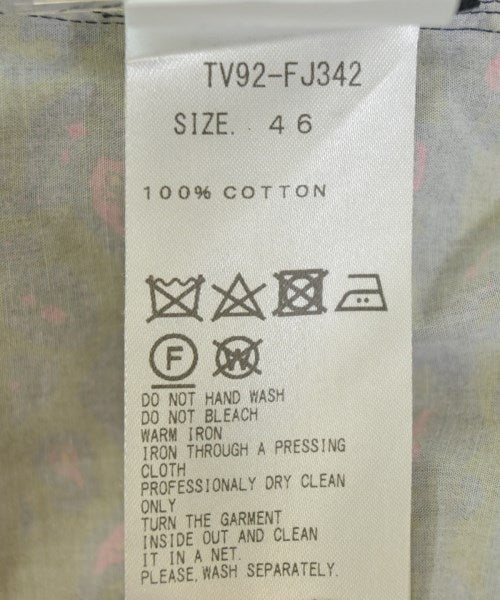 TV92-FJ342
SIZE. 46
100% COTTON
F W
DO NOT HAND WASH
DO NOT BLEACH
WARM IRON
IRON THROUGH A PRESSING
CLOTH
PROFESSIONALY DRY CLEAN
ONLY
TURN THE GARMENT
INSIDE OUT AND CLEAN
IT IN A NET.
PLEASE,WASH SEPARATELY.